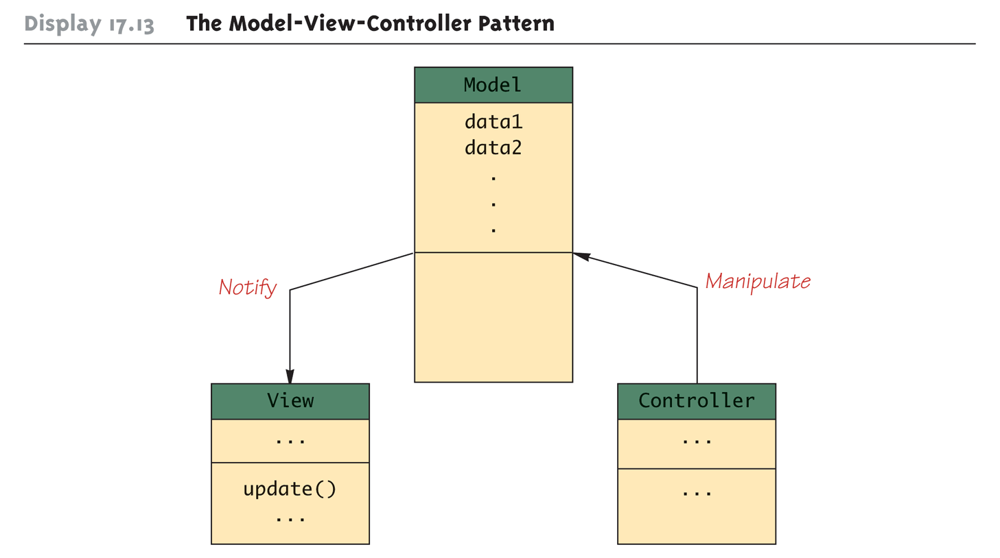 Display 17.13 The Model-View-Controller Pattern
Model
data1
data2
.
.
.
Notify
Manipulate
View
...
update()
...
Controller
...
...